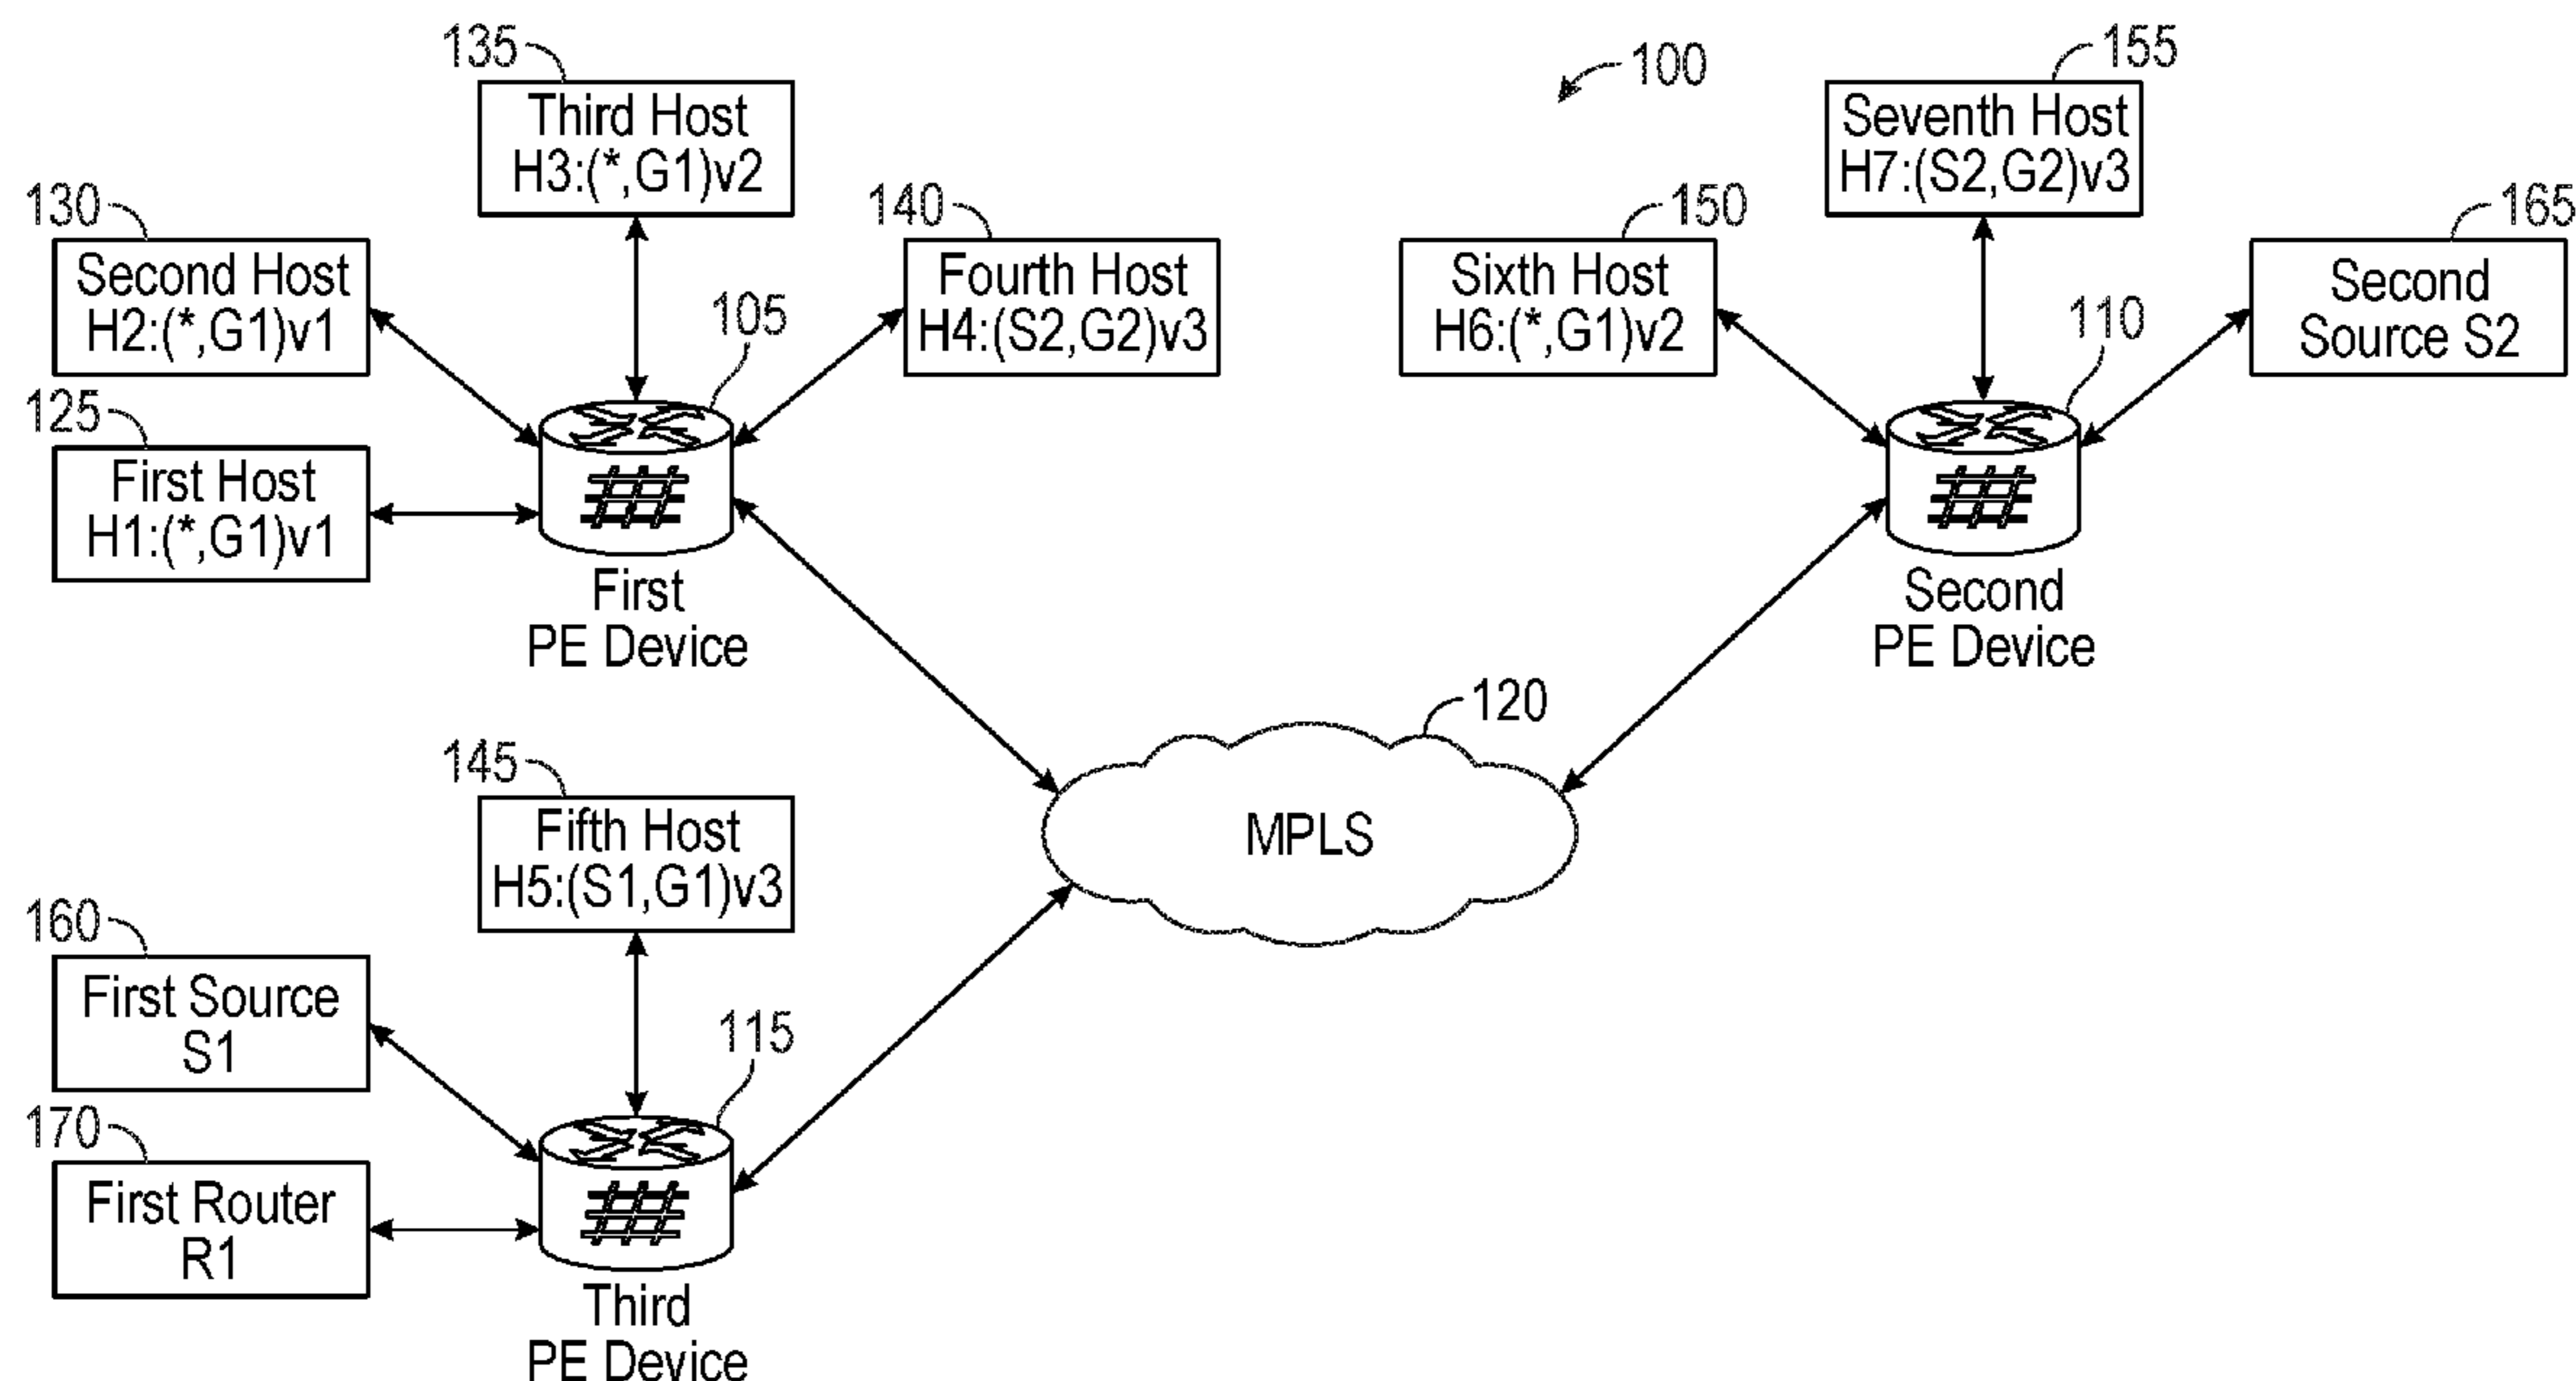 135
Third Host
H3:(*,G1)v2
100
155
Seventh Host
H7:(S2,G2)v3
130
Second Host
H2:(*,G1)v1
140
Fourth Host
H4:(S2,G2)v3
150
Sixth Host
H6:(*,G1)v2
165
Second
Source S2
105
110
125
First Host
H1:(*,G1)v1
First
PE Device
Second
PE Device
120
MPLS
145
Fifth Host
H5:(S1,G1)v3
160
First Source
S1
115
170
First Router
R1
Third
PE Device